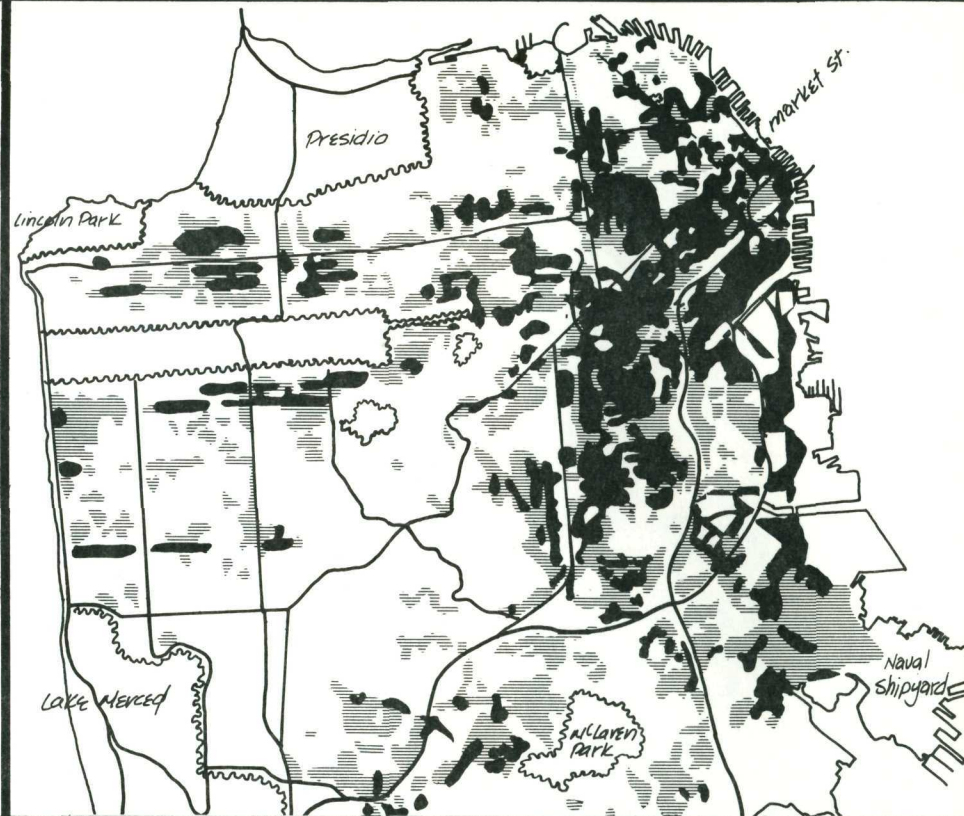 market st.
Presidio
Lincoln Park
Naval
Shipyard
Lake Merced
McLaren
Park